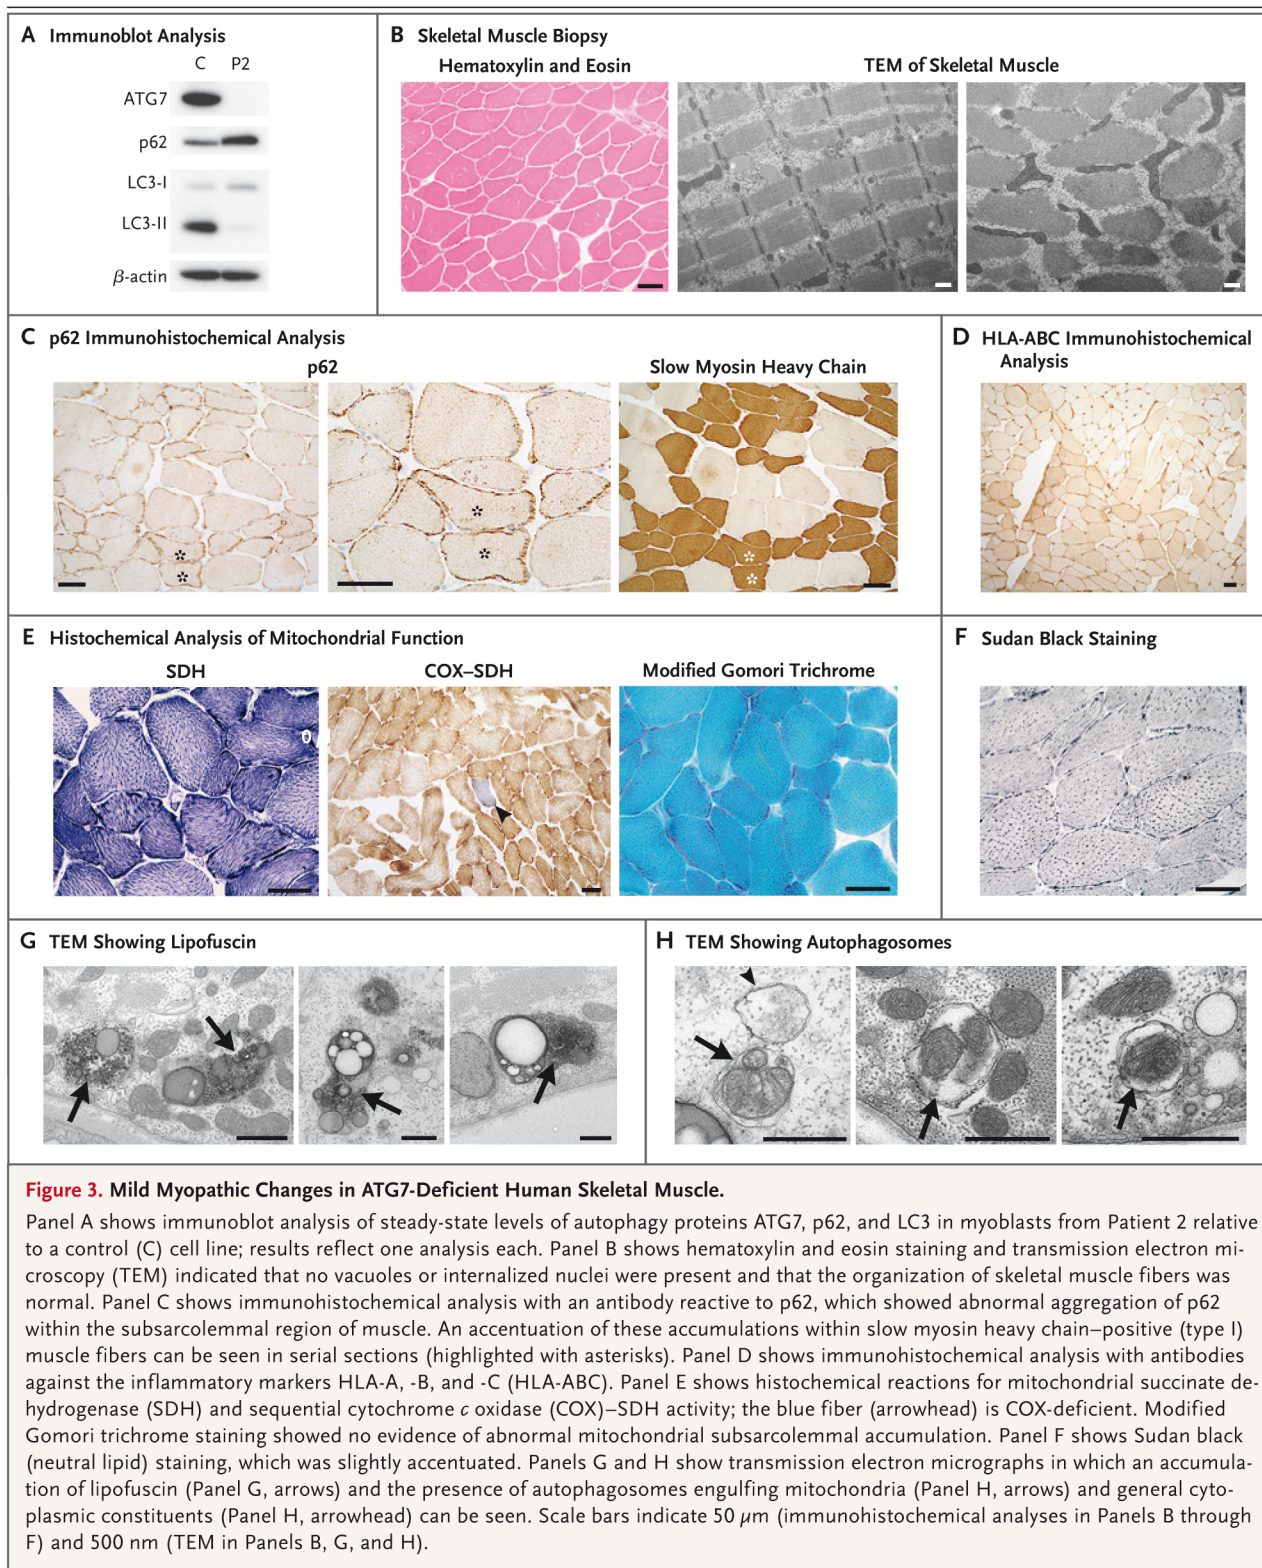 A Immunoblot Analysis
C P2
ATG7
p62
LC3-I
LC3-II
β-actin
B Skeletal Muscle Biopsy
Hematoxylin and Eosin
TEM of Skeletal Muscle
C p62 Immunohistochemical Analysis
p62
Slow Myosin Heavy Chain
* * * * * *
D HLA-ABC Immunohistochemical
Analysis
E Histochemical Analysis of Mitochondrial Function
SDH
COX–SDH
Modified Gomori Trichrome
F Sudan Black Staining
G TEM Showing Lipofuscin
H TEM Showing Autophagosomes
Figure 3. Mild Myopathic Changes in ATG7-Deficient Human Skeletal Muscle.
Panel A shows immunoblot analysis of steady-state levels of autophagy proteins ATG7, p62, and LC3 in myoblasts from Patient 2 relative
to a control (C) cell line; results reflect one analysis each. Panel B shows hematoxylin and eosin staining and transmission electron mi-
croscopy (TEM) indicated that no vacuoles or internalized nuclei were present and that the organization of skeletal muscle fibers was
normal. Panel C shows immunohistochemical analysis with an antibody reactive to p62, which showed abnormal aggregation of p62
within the subsarcolemmal region of muscle. An accentuation of these accumulations within slow myosin heavy chain–positive (type I)
muscle fibers can be seen in serial sections (highlighted with asterisks). Panel D shows immunohistochemical analysis with antibodies
against the inflammatory markers HLA-A, -B, and -C (HLA-ABC). Panel E shows histochemical reactions for mitochondrial succinate de-
hydrogenase (SDH) and sequential cytochrome c oxidase (COX)–SDH activity; the blue fiber (arrowhead) is COX-deficient. Modified
Gomori trichrome staining showed no evidence of abnormal mitochondrial subsarcolemmal accumulation. Panel F shows Sudan black
(neutral lipid) staining, which was slightly accentuated. Panels G and H show transmission electron micrographs in which an accumula-
tion of lipofuscin (Panel G, arrows) and the presence of autophagosomes engulfing mitochondria (Panel H, arrows) and general cyto-
plasmic constituents (Panel H, arrowhead) can be seen. Scale bars indicate 50 μm (immunohistochemical analyses in Panels B through
F) and 500 nm (TEM in Panels B, G, and H).